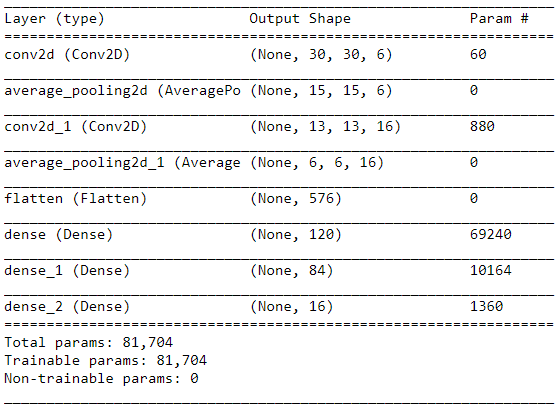 Layer (type) Output Shape Param #
conv2d (Conv2D) (None, 30, 30, 6) 60
average_pooling2d (AveragePo (None, 15, 15, 6) 0
conv2d_1 (Conv2D) (None, 13, 13, 16) 880
average_pooling2d_1 (Average (None, 6, 6, 16) 0
flatten (Flatten) (None, 576) 0
dense (Dense) (None, 120) 69240
dense_1 (Dense) (None, 84) 10164
dense_2 (Dense) (None, 16) 1360
Total params: 81,704
Trainable params: 81,704
Non-trainable params: 0